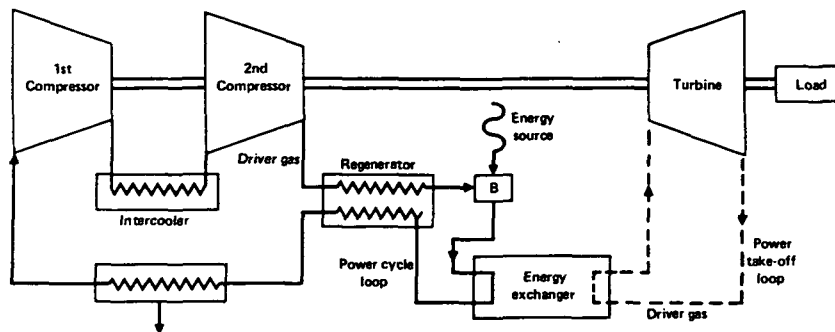 1st
Compressor
2nd
Compressor
Turbine
Load
Energy
source
Driver gas
Regenerator
B
Intercooler
Power cycle
loop
Energy
exchanger
Power
take-off
loop
Driver gas